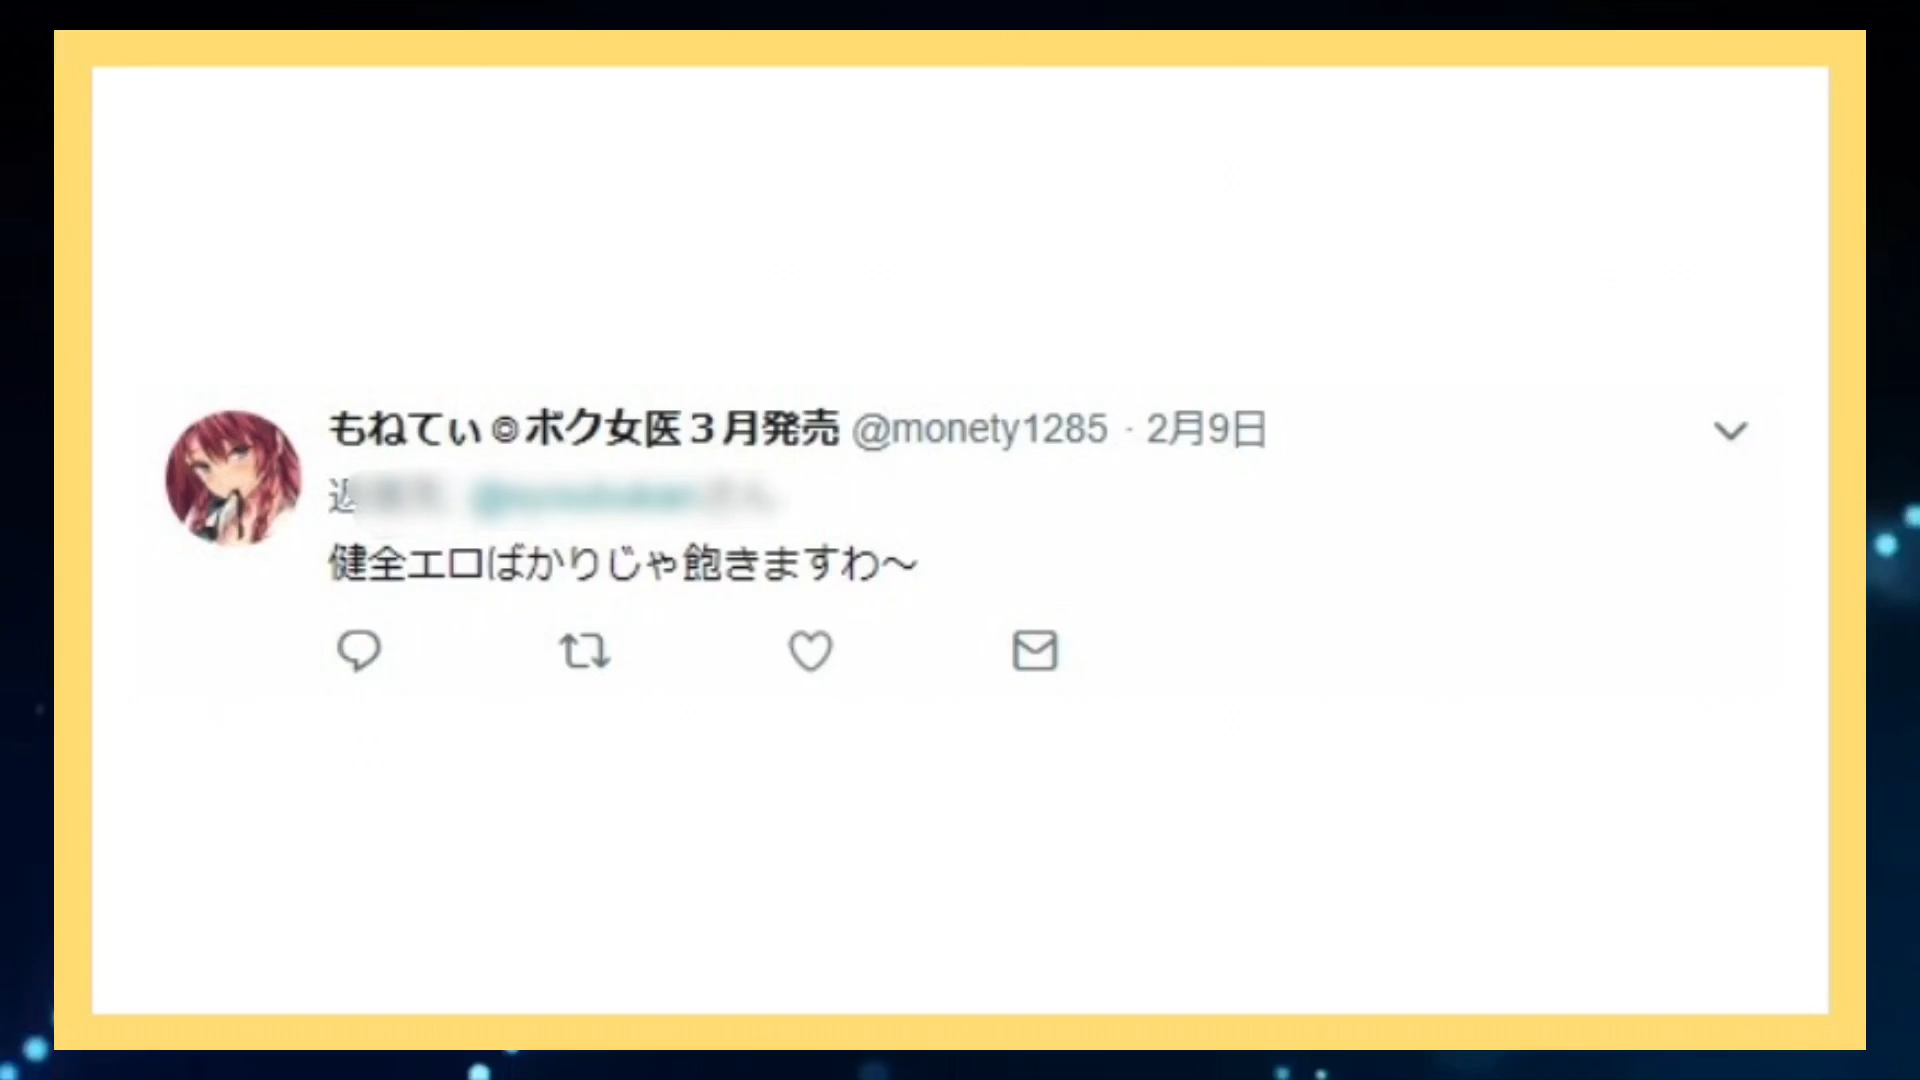 もねてぃ◎ボク女医３月発売 @monety1285 · 2月9日
健全エロばかりじゃ飽きますわ〜